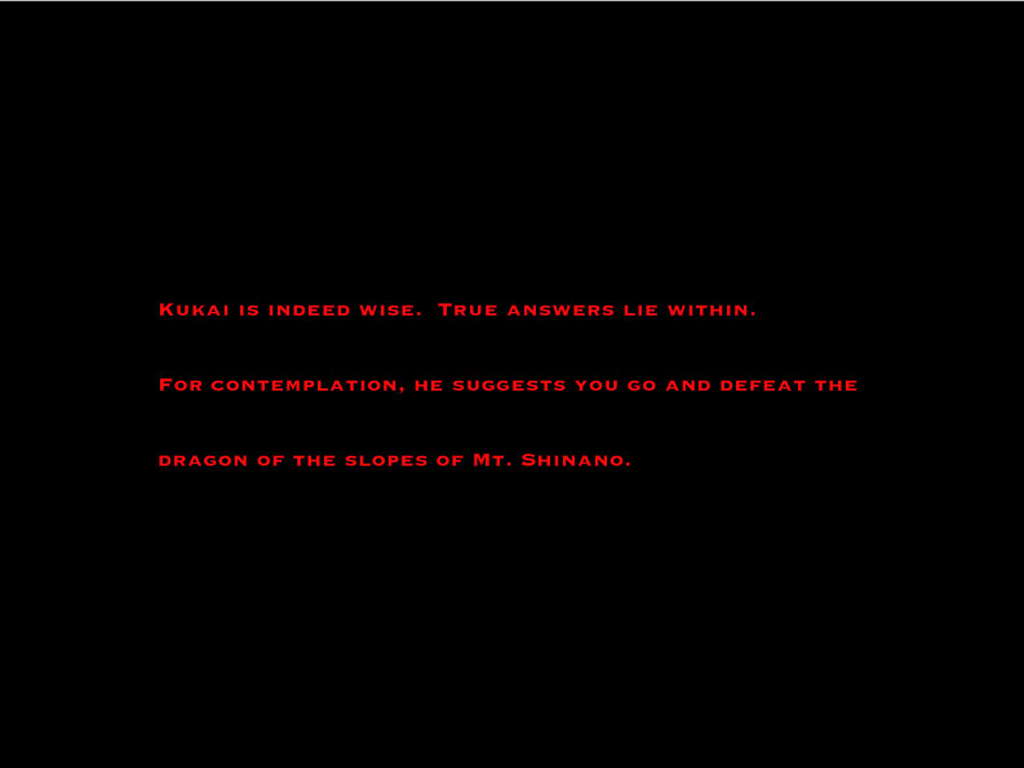 Kukai is indeed wise.  True answers lie within.
For contemplation, he suggests you go and defeat the
dragon of the slopes of Mt. Shinano.